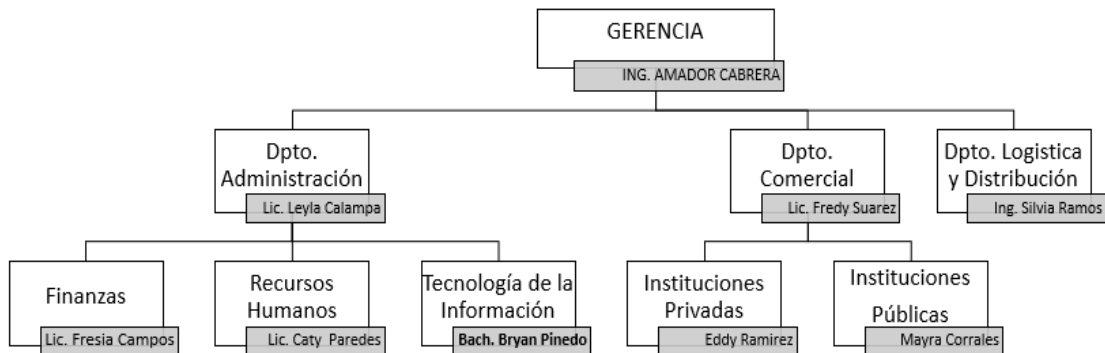 GERENCIA
ING. AMADOR CABRERA
Dpto.
Administración
Lic. Leyla Calampa
Dpto.
Comercial
Lic. Fredy Suarez
Dpto. Logistica
y Distribución
Ing. Silvia Ramos
Finanzas
Lic. Fresia Campos
Recursos
Humanos
Lic. Caty Paredes
Tecnología de la
Información
Bach. Bryan Pinedo
Instituciones
Privadas
Eddy Ramirez
Instituciones
Públicas
Mayra Corrales